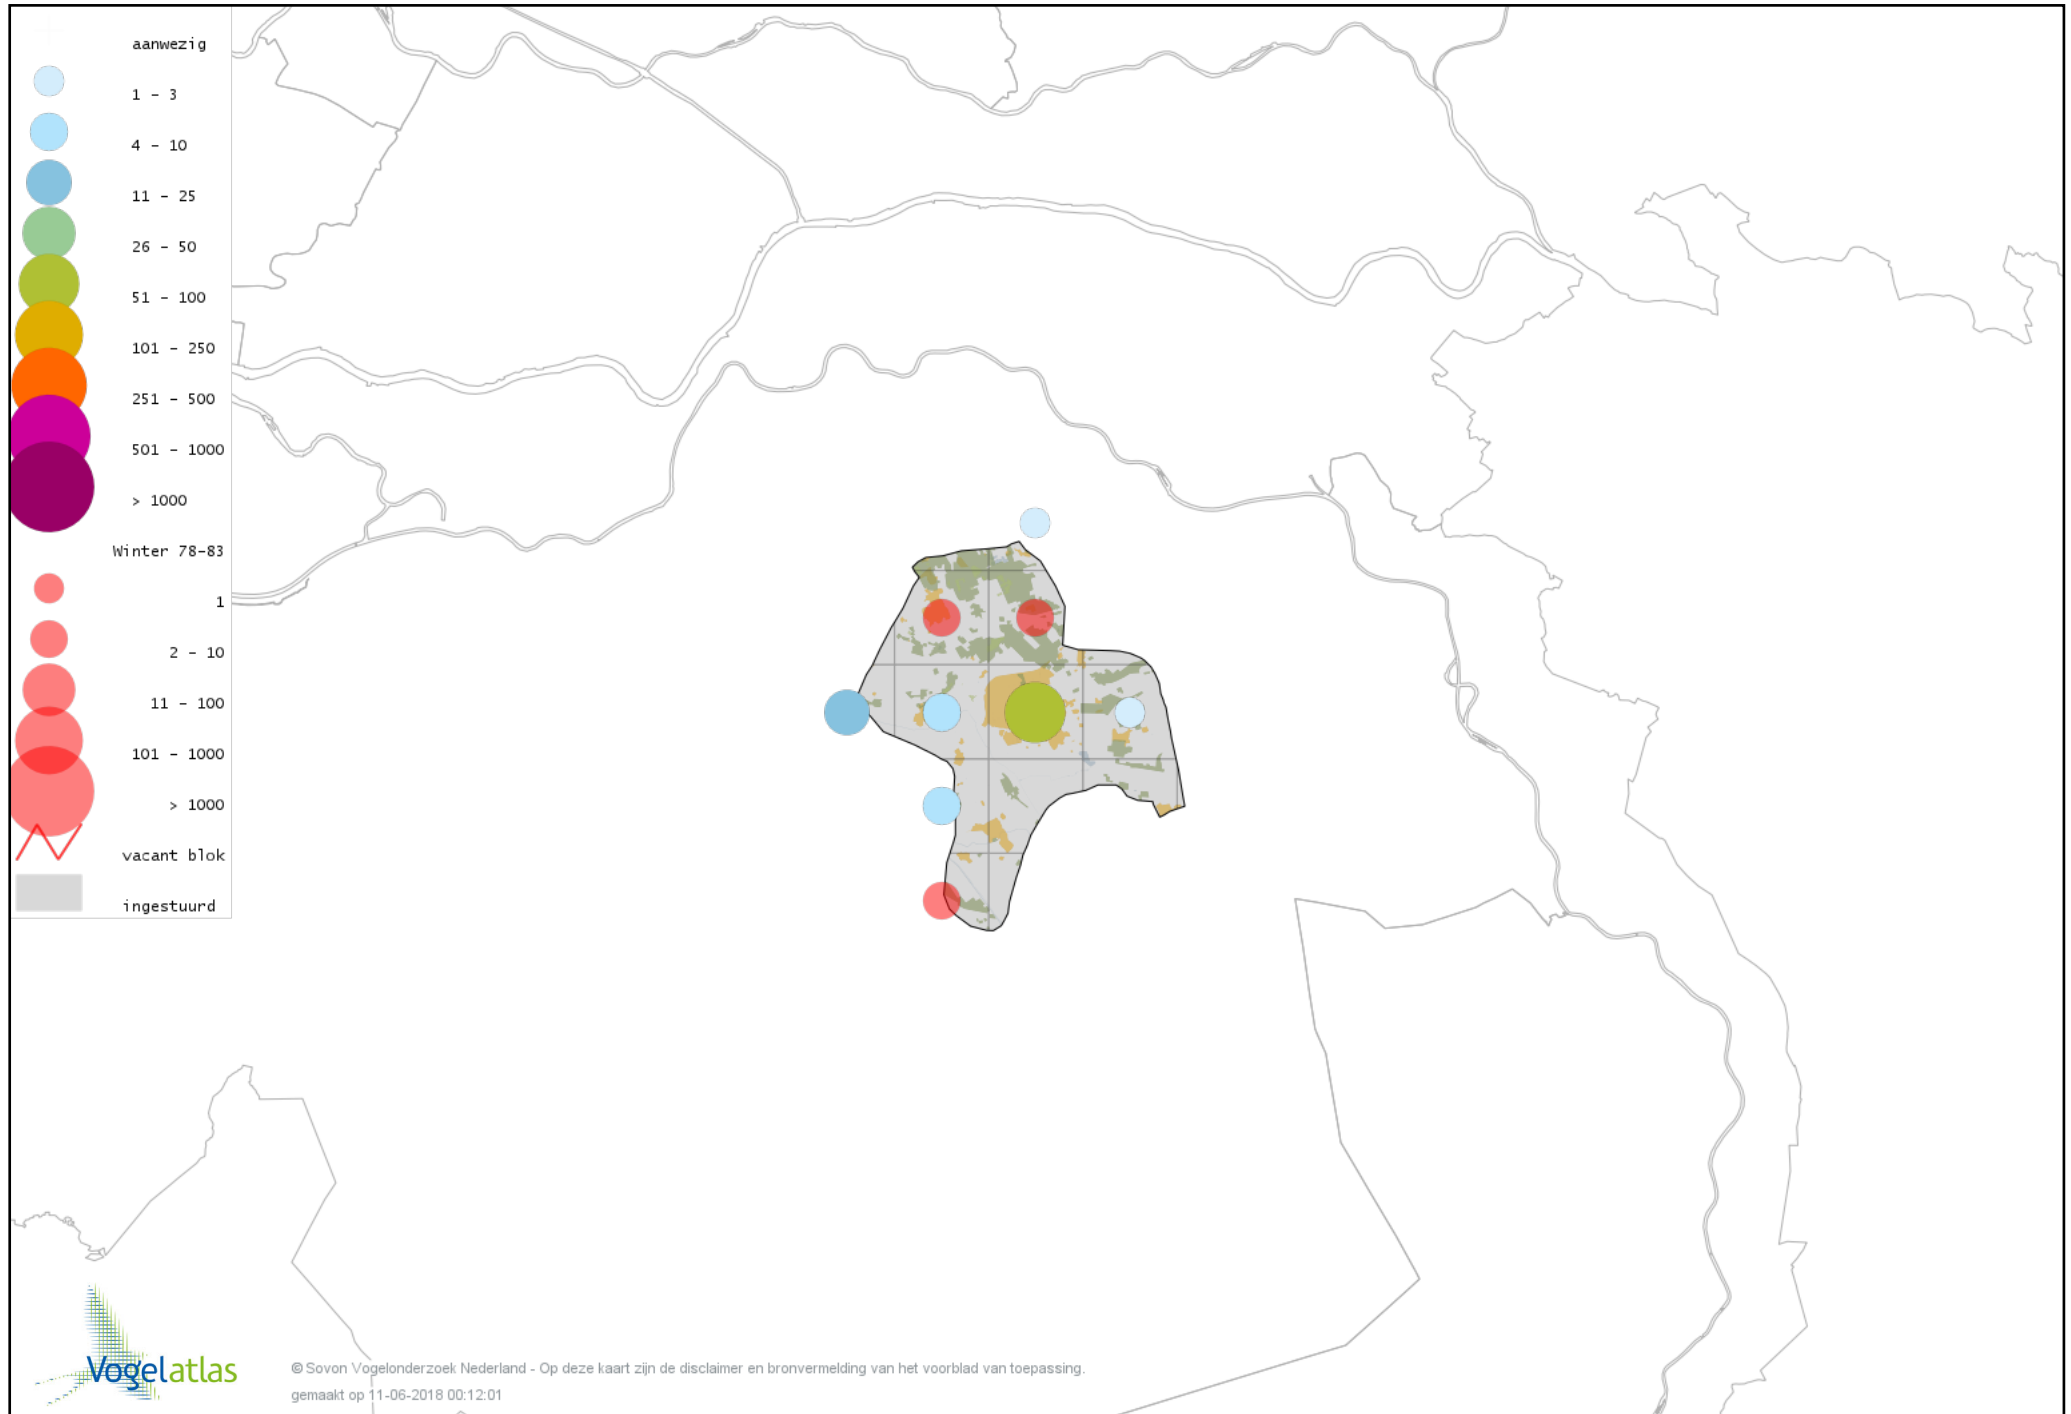 aanwezig
1 - 3
4 - 10
11 - 25
26 - 50
51 - 100
101 - 250
251 - 500
501 - 1000
> 1000
Winter 78-83
1
2 - 10
11 - 100
101 - 1000
> 1000
vacant blok
ingestuurd
Vogelatlas
© Sovon Vogelonderzoek Nederland - Op deze kaart zijn de disclaimer en bronvermelding van het voorblad van toepassing.
gemaakt op 11-06-2018 00:12:01